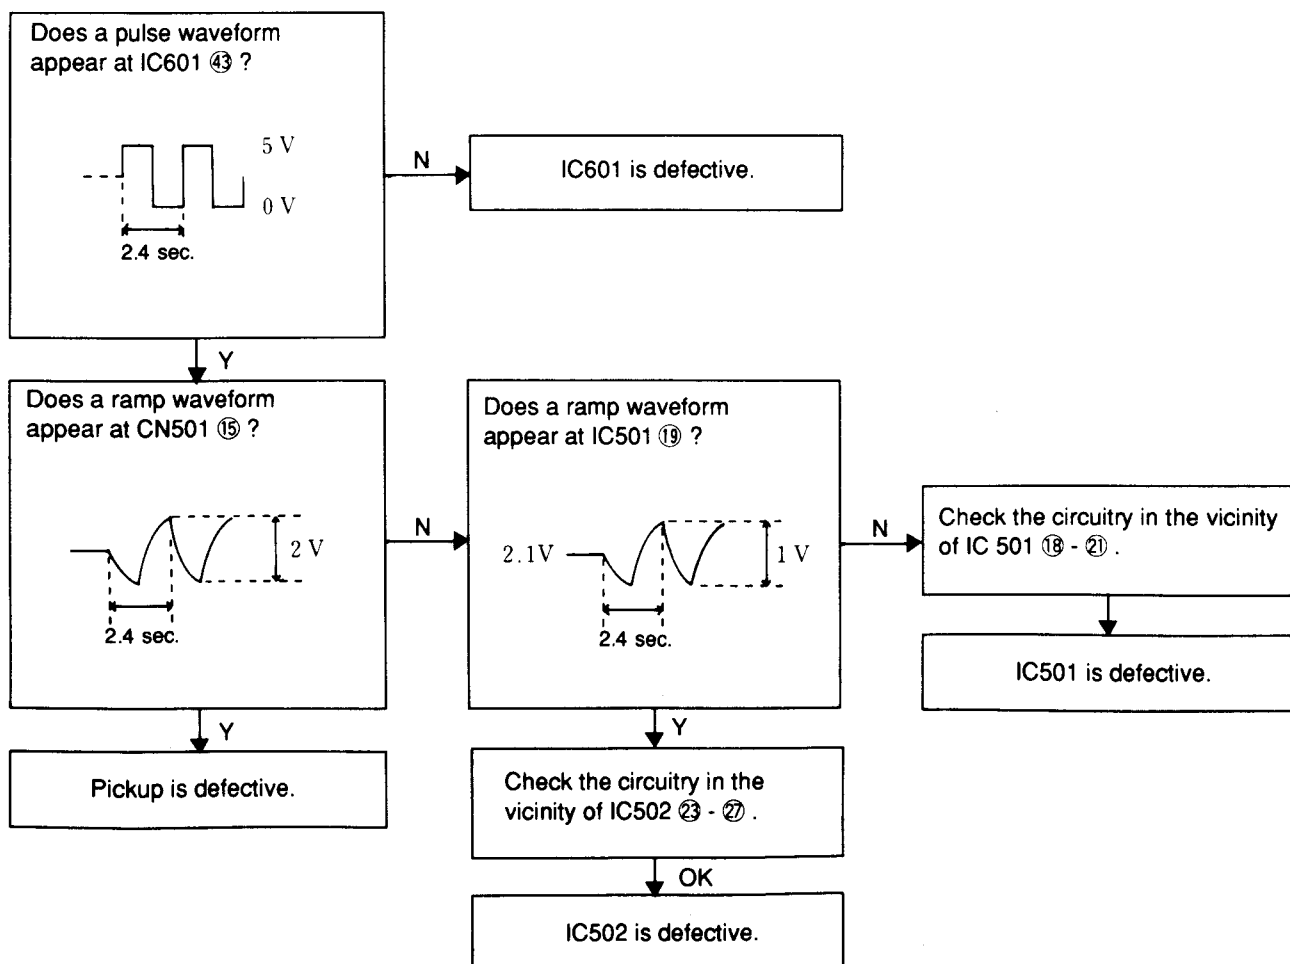 Does a pulse waveform
appear at IC601 ㊸ ?
5 V
0 V
2.4 sec.
N
IC601 is defective.
Y
Does a ramp waveform
appear at CN501 ⑮ ?
2 V
2.4 sec.
N
Does a ramp waveform
appear at IC501 ⑲ ?
2.1V
1 V
2.4 sec.
N
Check the circuitry in the vicinity
of IC 501 ⑱ - ㉑ .
IC501 is defective.
Y
Pickup is defective.
Y
Check the circuitry in the
vicinity of IC502 ㉓ - ㉗ .
OK
IC502 is defective.